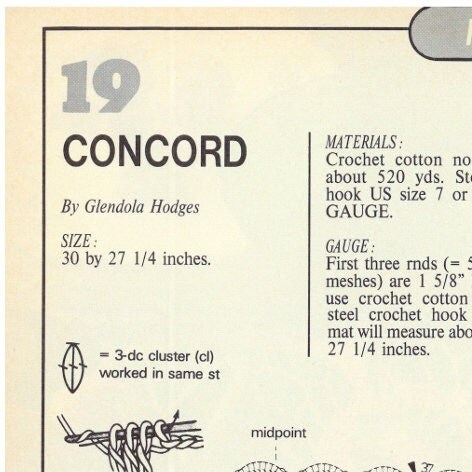 19
CONCORD
By Glendola Hodges
SIZE:
30 by 27 1/4 inches.
= 3-dc cluster (cl)
worked in same st
MATERIALS:
Crochet cotton
about 520 yds.
hook US size 7 or
GAUGE.
GAUGE:
First three rnds (= 5
meshes) are 1 5/8”
use crochet cotton
steel crochet hook
mat will measure
27 1/4 inches.
midpoint
37